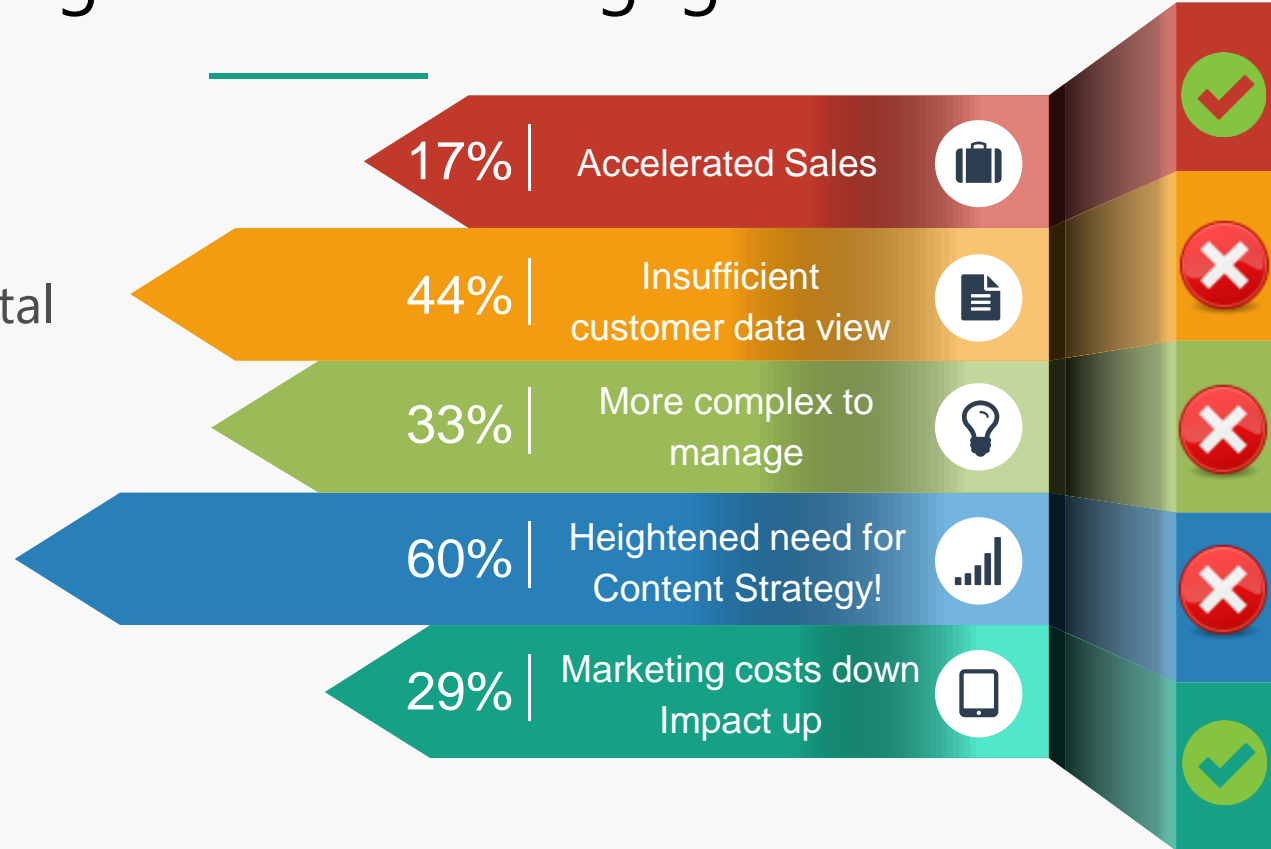 tal
17%
Accelerated Sales
44%
Insufficient
customer data view
33%
More complex to
manage
60%
Heightened need for
Content Strategy!
29%
Marketing costs down
Impact up